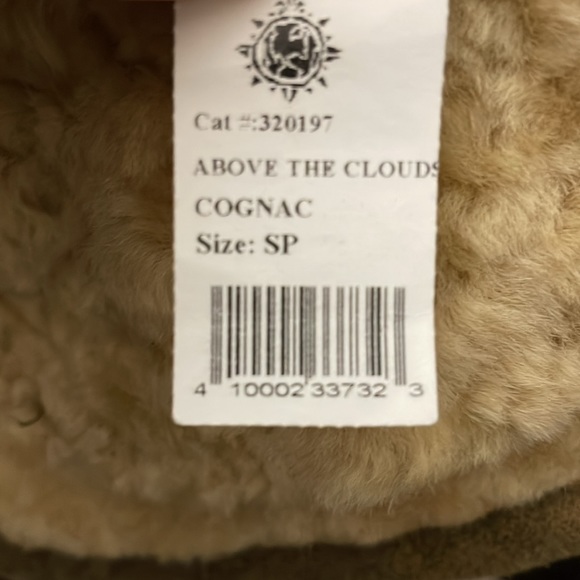 Cat #:320197
ABOVE THE CLOUDS
COGNAC
Size: SP
4 10002 33732 3